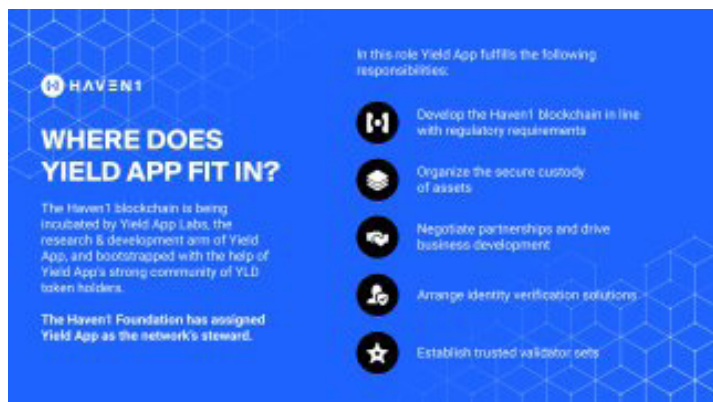 HAVEN1
WHERE DOES
YIELD APP FIT IN?
The Haven1 blockchain is being
incubated by Yield App Labs, the
research & development arm of Yield
App, and bootstrapped with the help of
Yield App's strong community of YLD
token holders.
The Haven1 Foundation has assigned
Yield App as the network's steward.
In this role Yield App fulfills the following
responsibilities:
Develop the Haven1 blockchain in line
with regulatory requirements
Organize the secure custody
of assets
Negotiate partnerships and drive
business development
Arrange identity verification solutions
Establish trusted validator sets